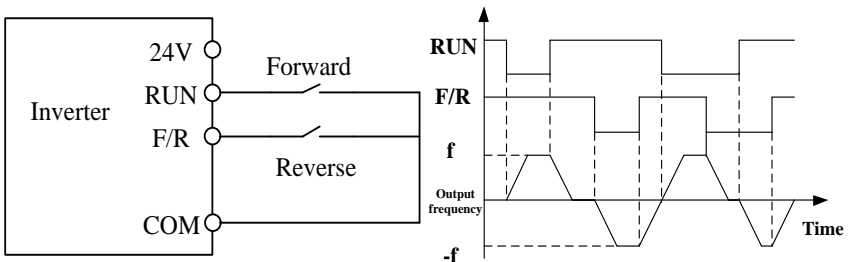 24V
Forward
RUN
Inverter
F/R
Reverse
COM
RUN
F/R
f
Output
frequency
Time
-f